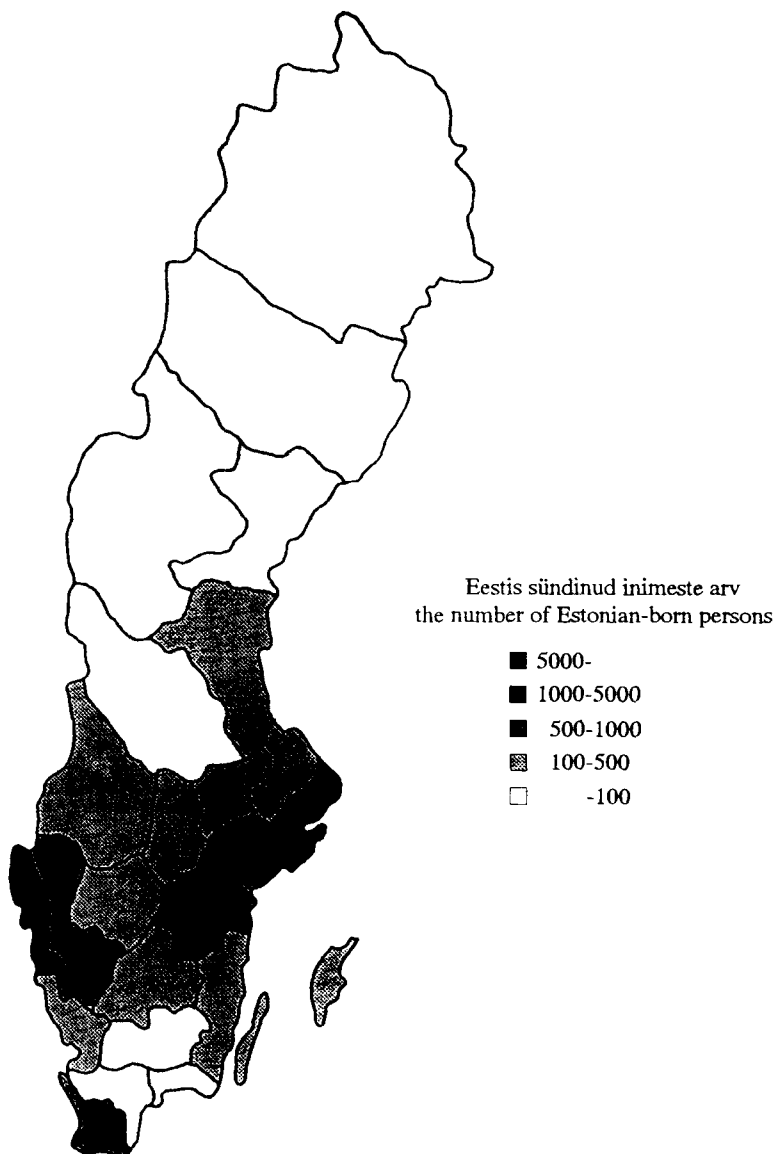 Eestis sündinud inimeste arv
the number of Estonian-born persons
5000-
1000-5000
500-1000
100-500
-100